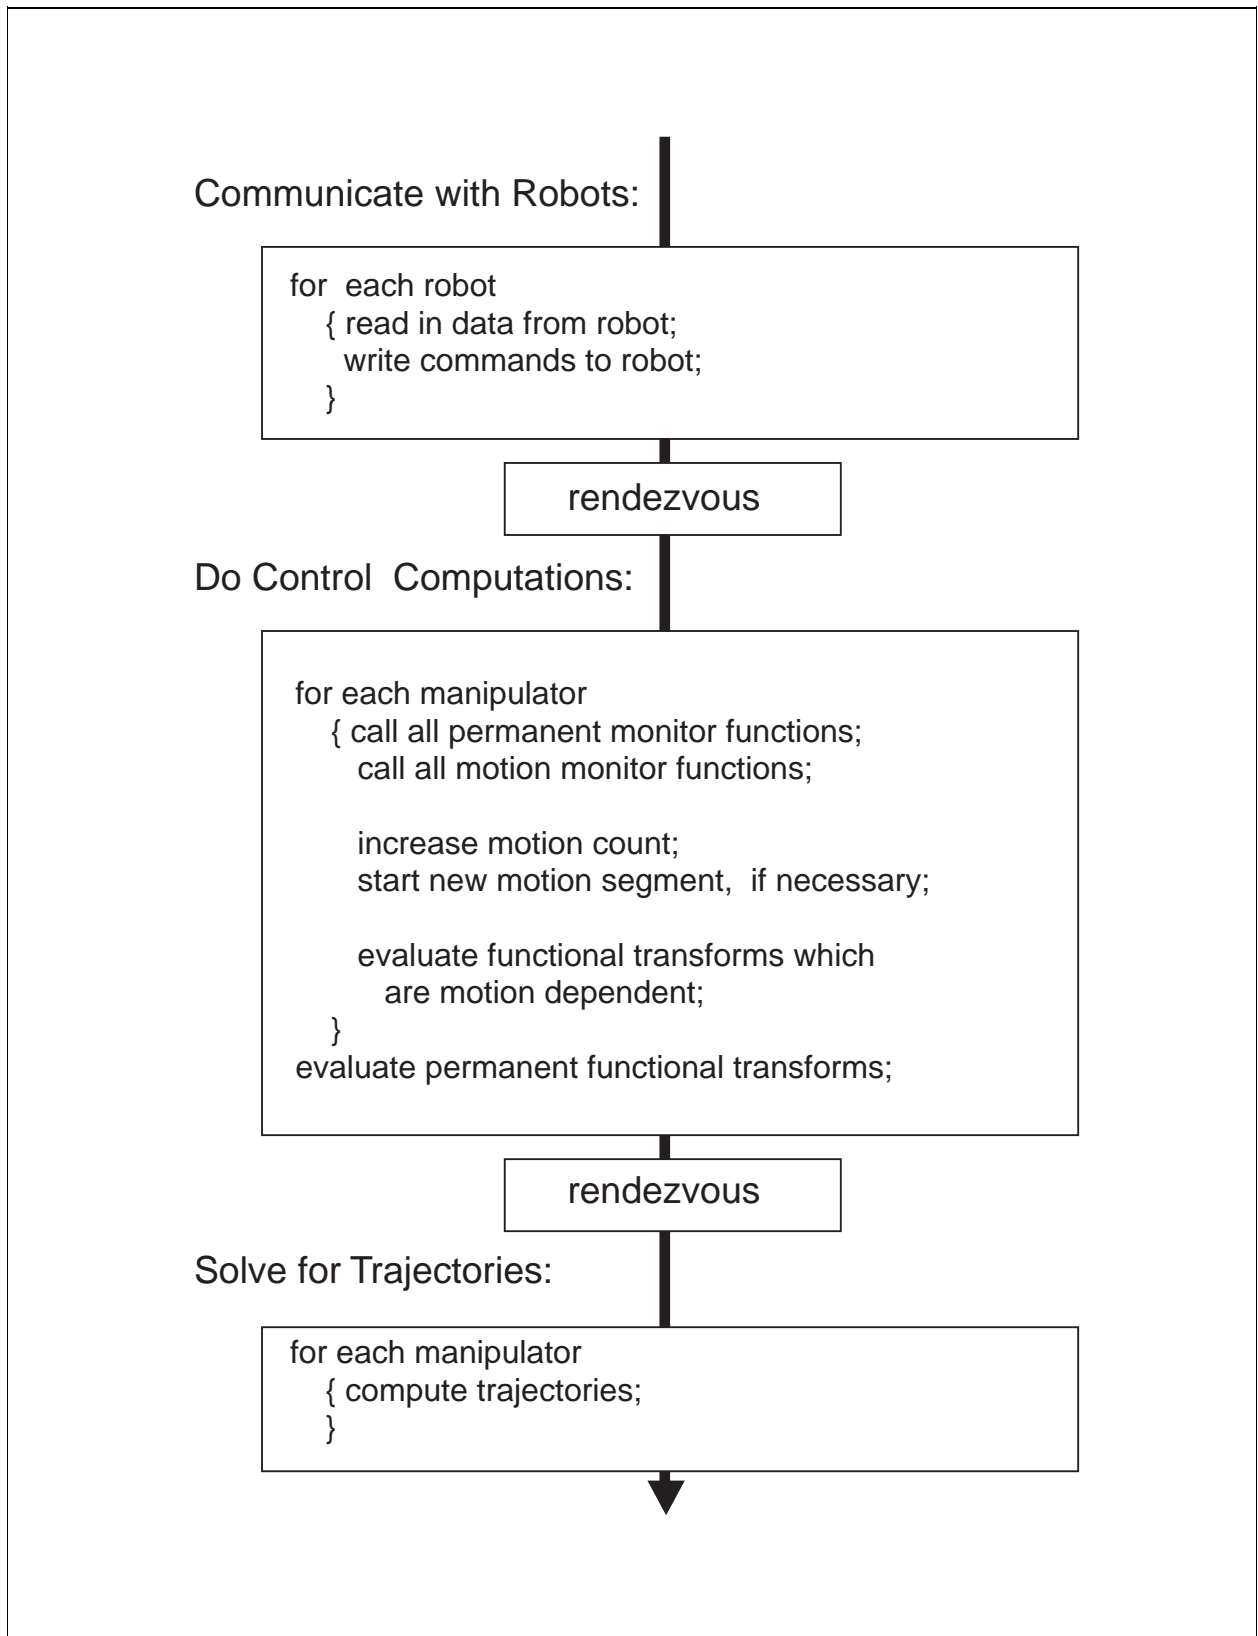 Communicate with Robots:
for each robot
{ read in data from robot;
write commands to robot;
}
rendezvous
Do Control Computations:
for each manipulator
{ call all permanent monitor functions;
call all motion monitor functions;
increase motion count;
start new motion segment, if necessary;
evaluate functional transforms which
are motion dependent;
}
evaluate permanent functional transforms;
rendezvous
Solve for Trajectories:
for each manipulator
{ compute trajectories;
}